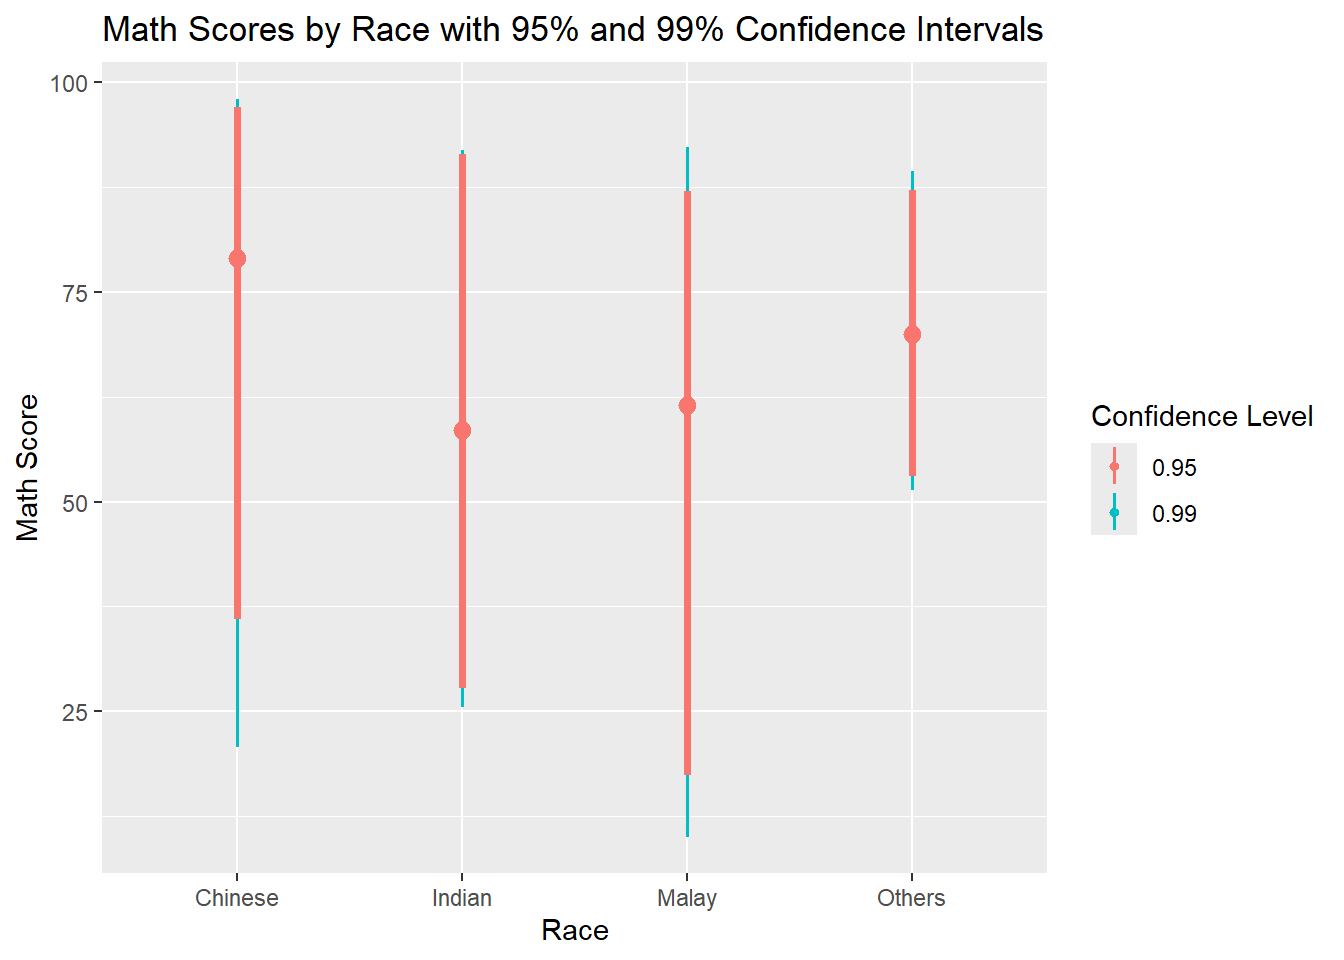 Math Scores by Race with 95% and 99% Confidence Intervals
100
75
50
25
Math Score
Chinese
Indian
Malay
Others
Race
Confidence Level
0.95
0.99